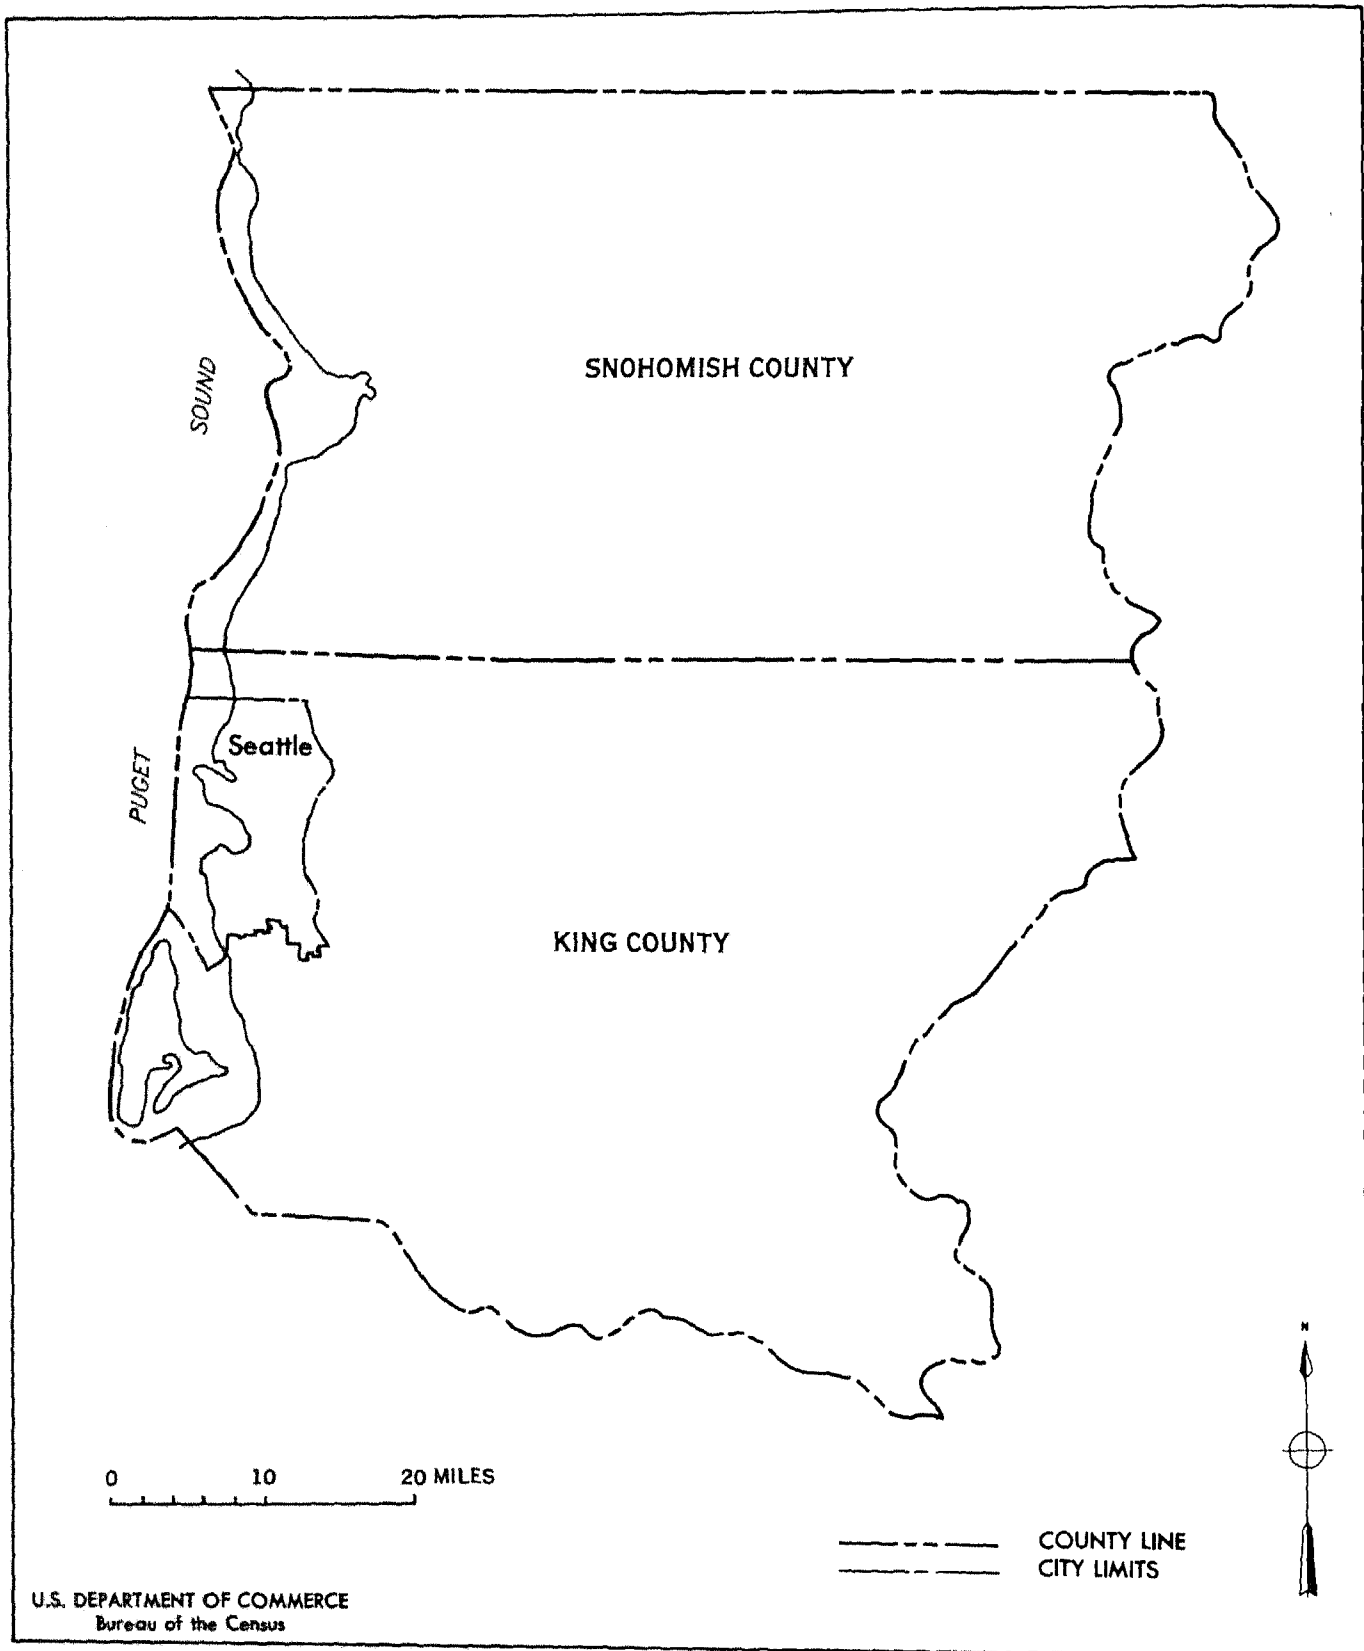 SNOHOMISH COUNTY
SOUND
Seattle
PUGET
KING COUNTY
N
0 10 20 MILES
COUNTY LINE
CITY LIMITS
U.S. DEPARTMENT OF COMMERCE
Bureau of the Census